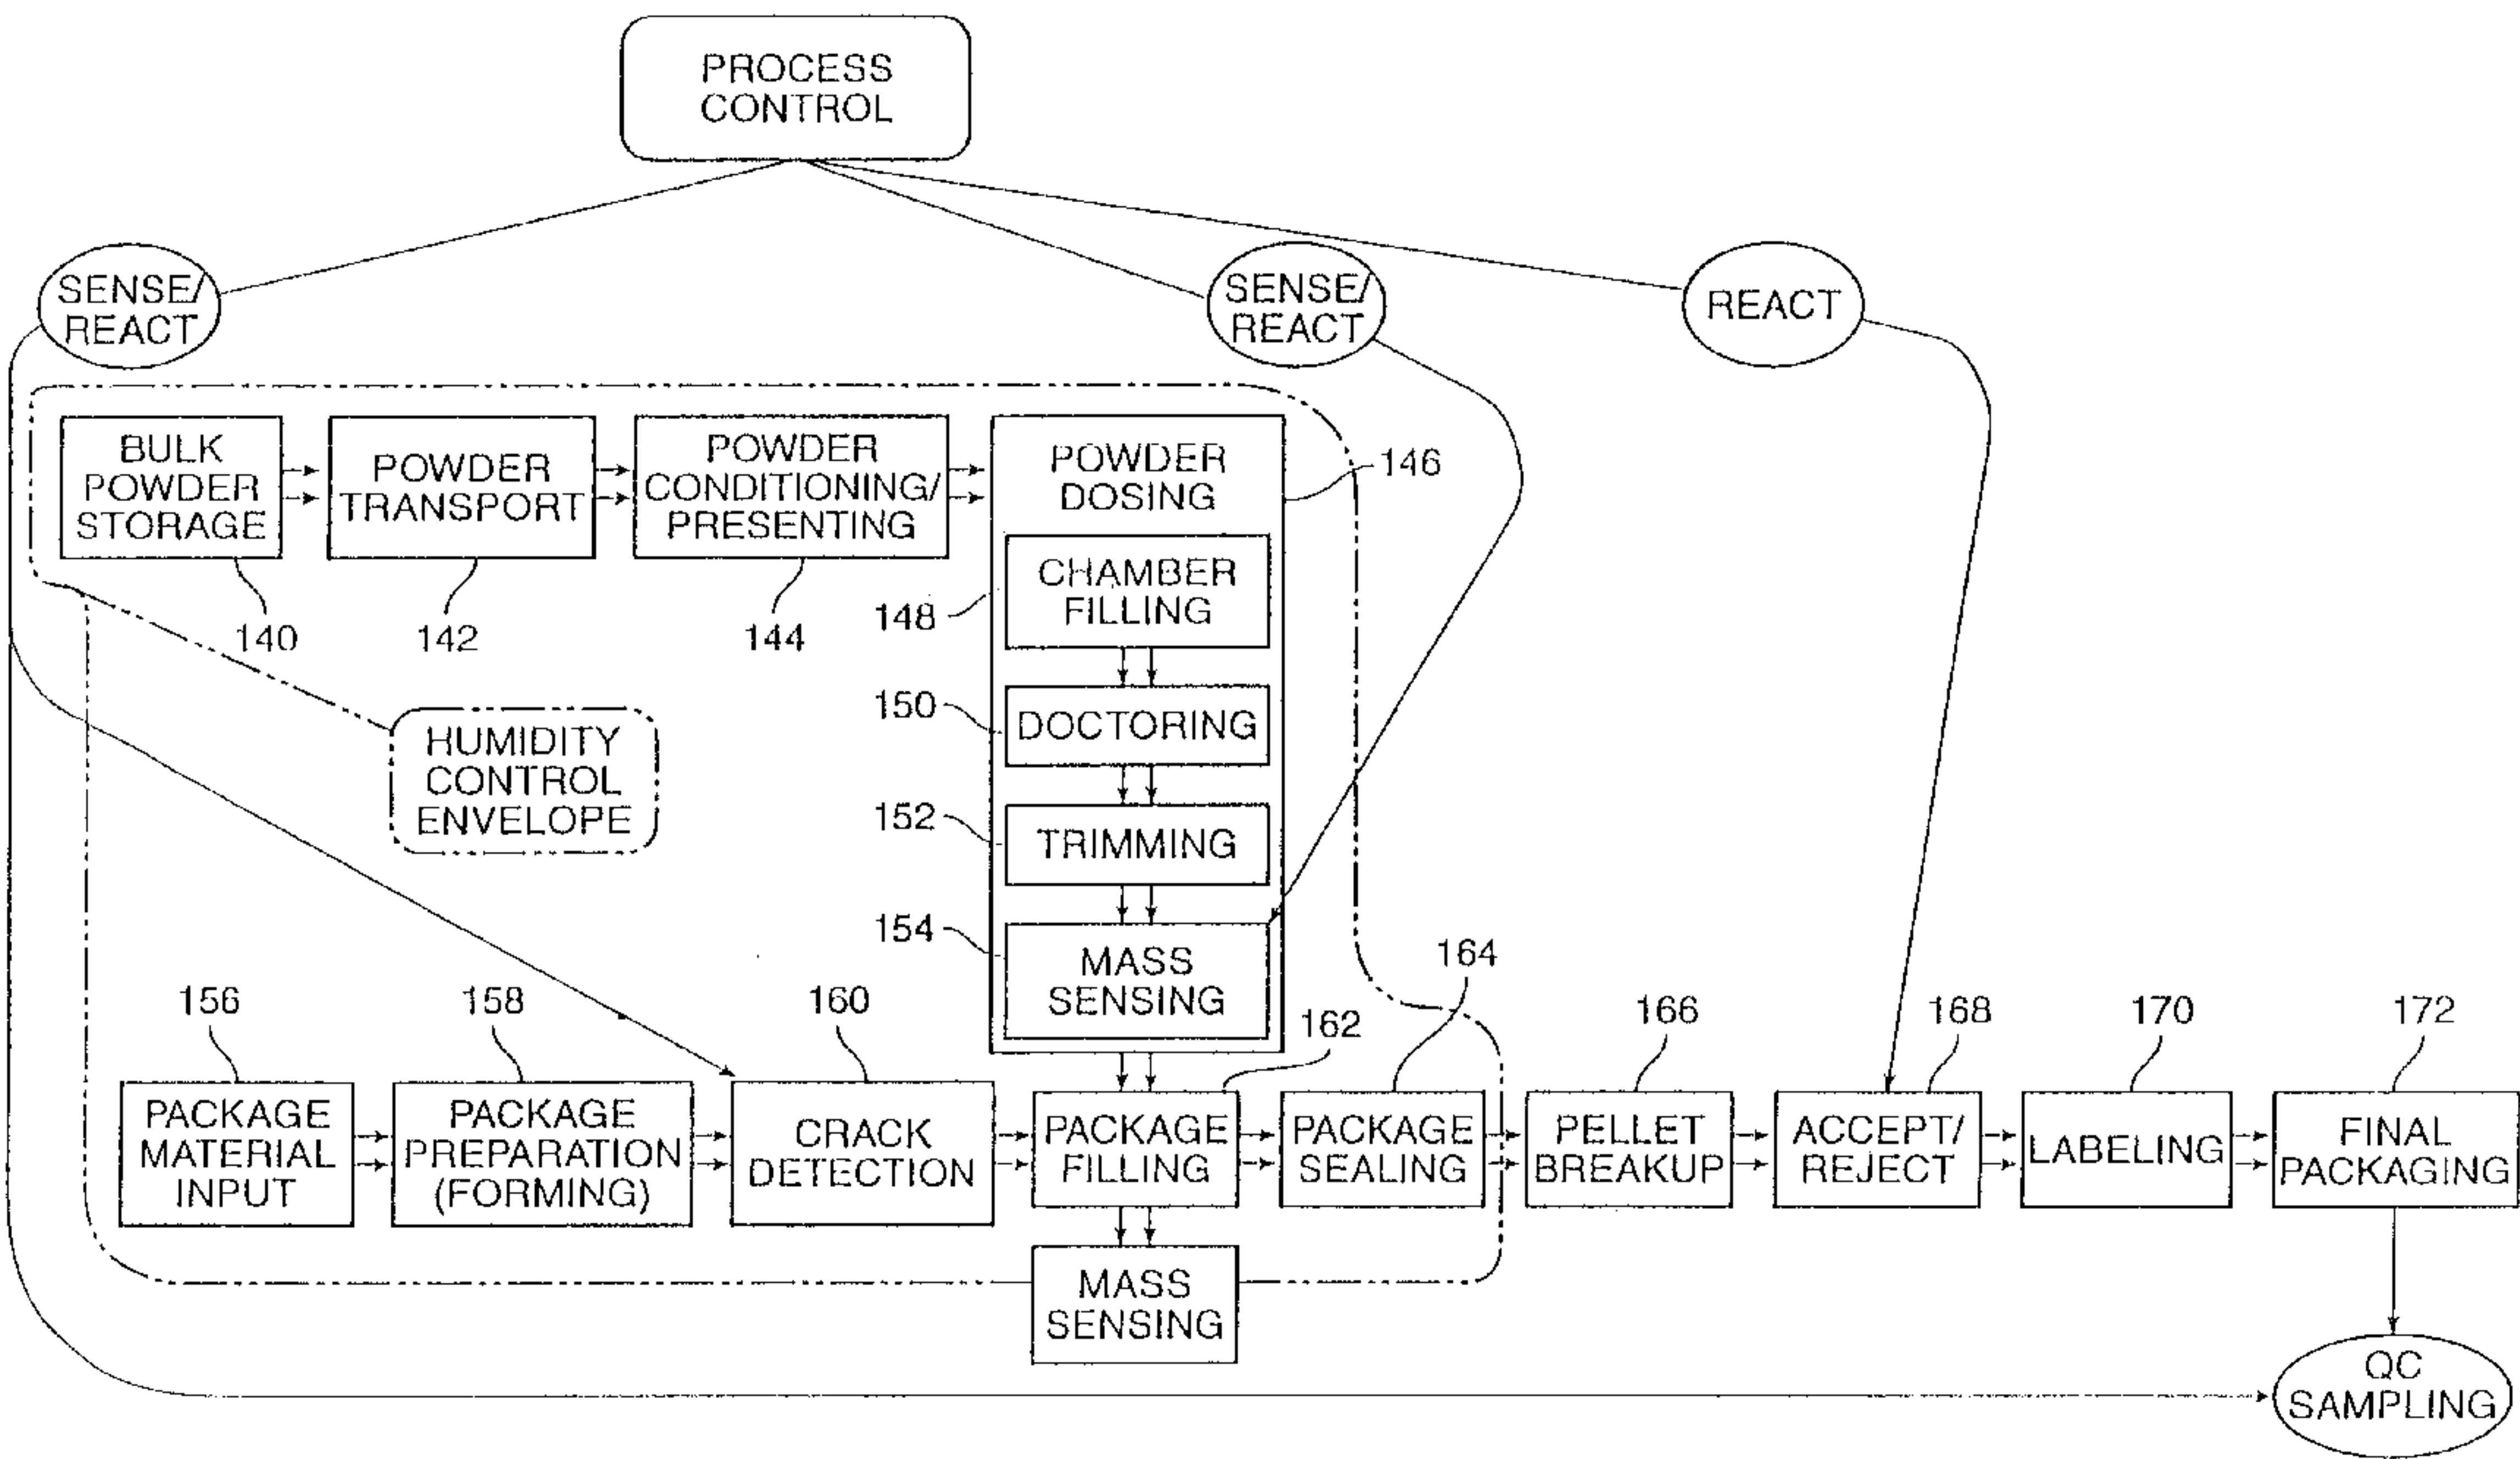 PROCESS
CONTROL
SENSE/
REACT
SENSE/
REACT
REACT
BULK
POWDER
STORAGE
POWDER
TRANSPORT
POWDER
CONDITIONING/
PRESENTING
POWDER
DOSING
146
140
142
144
CHAMBER
FILLING
148
150
DOCTORING
HUMIDITY
CONTROL
ENVELOPE
152
TRIMMING
154
MASS
SENSING
164
156
158
160
162
166
168
170
172
PACKAGE
MATERIAL
INPUT
PACKAGE
PREPARATION
(FORMING)
CRACK
DETECTION
PACKAGE
FILLING
PACKAGE
SEALING
PELLET
BREAKUP
ACCEPT/
REJECT
LABELING
FINAL
PACKAGING
MASS
SENSING
QC
SAMPLING